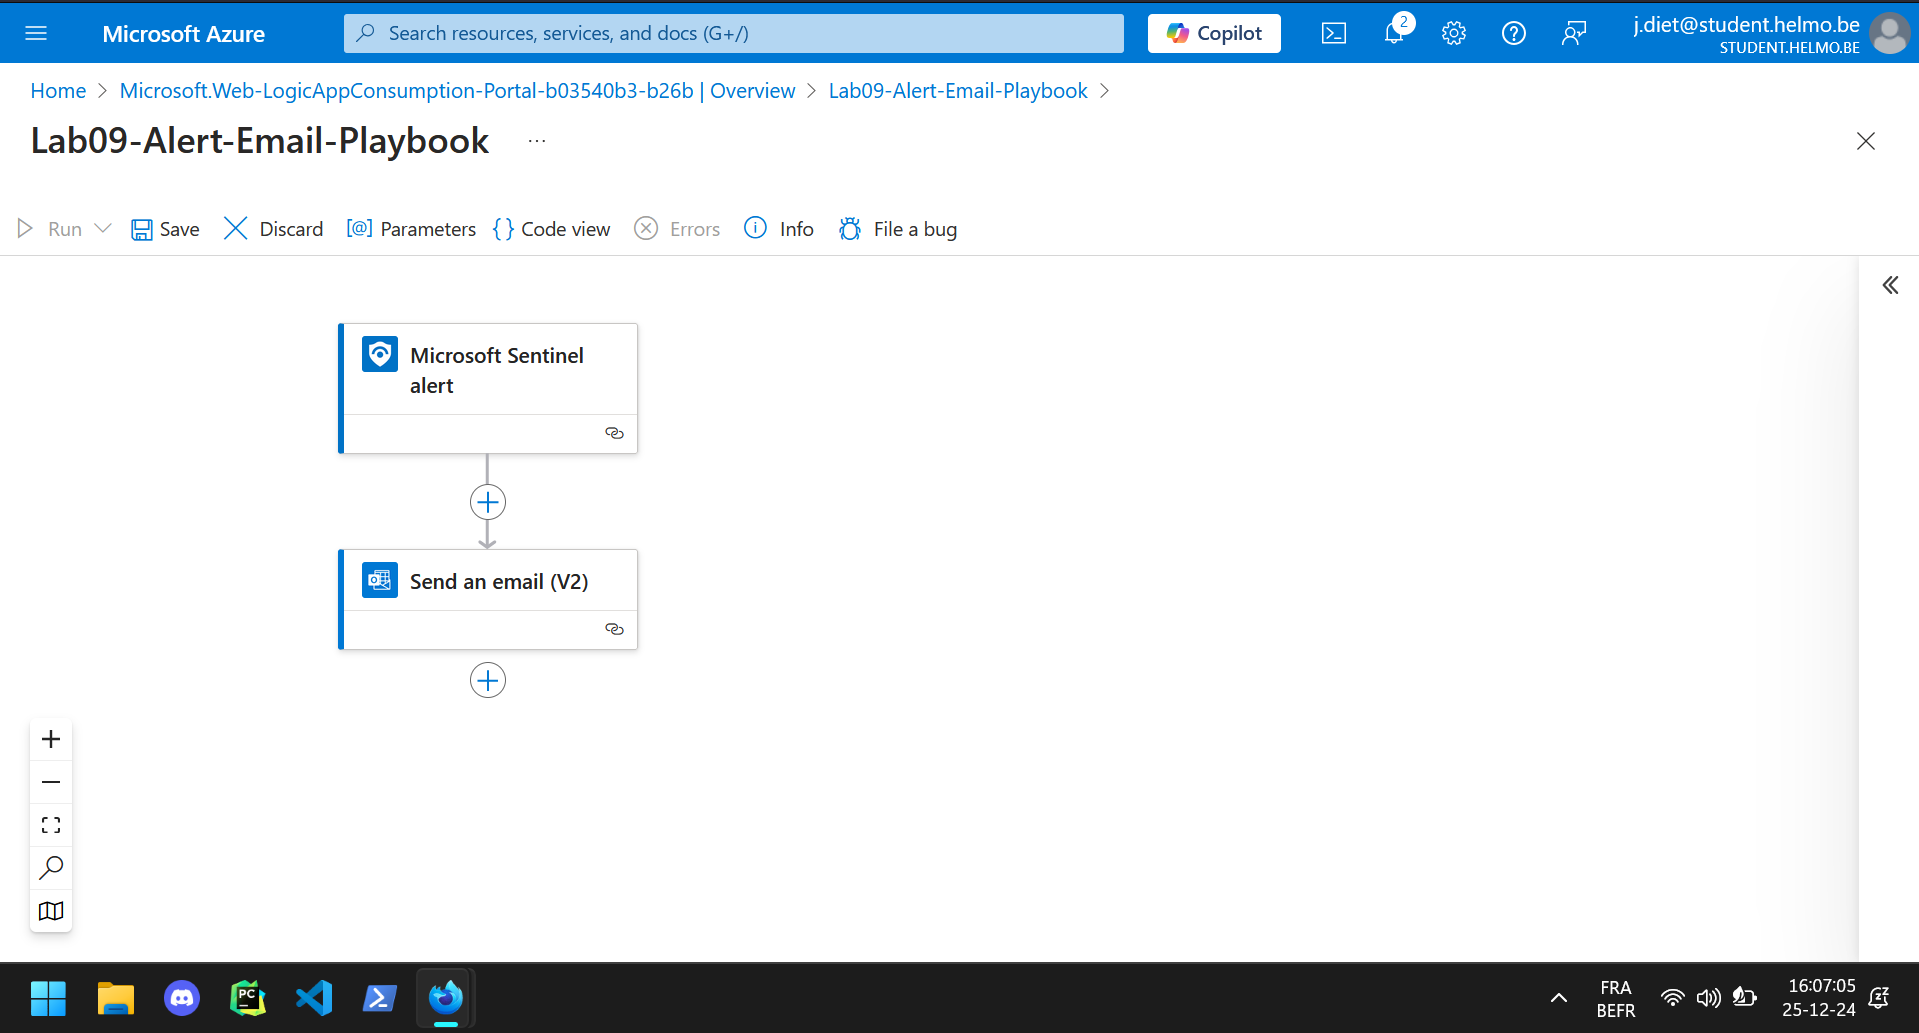 Microsoft Azure
Search resources, services, and docs (G+/)
Copilot
2
j.diet@student.helmo.be
STUDENT.HELMO.BE
Home > Microsoft.Web-LogicAppConsumption-Portal-b03540b3-b26b | Overview > Lab09-Alert-Email-Playbook >
Lab09-Alert-Email-Playbook ...
Run Save Discard Parameters Code view Errors Info File a bug
Microsoft Sentinel
alert
Send an email (V2)
PC
FRA
BEFR
16:07:05
25-12-24